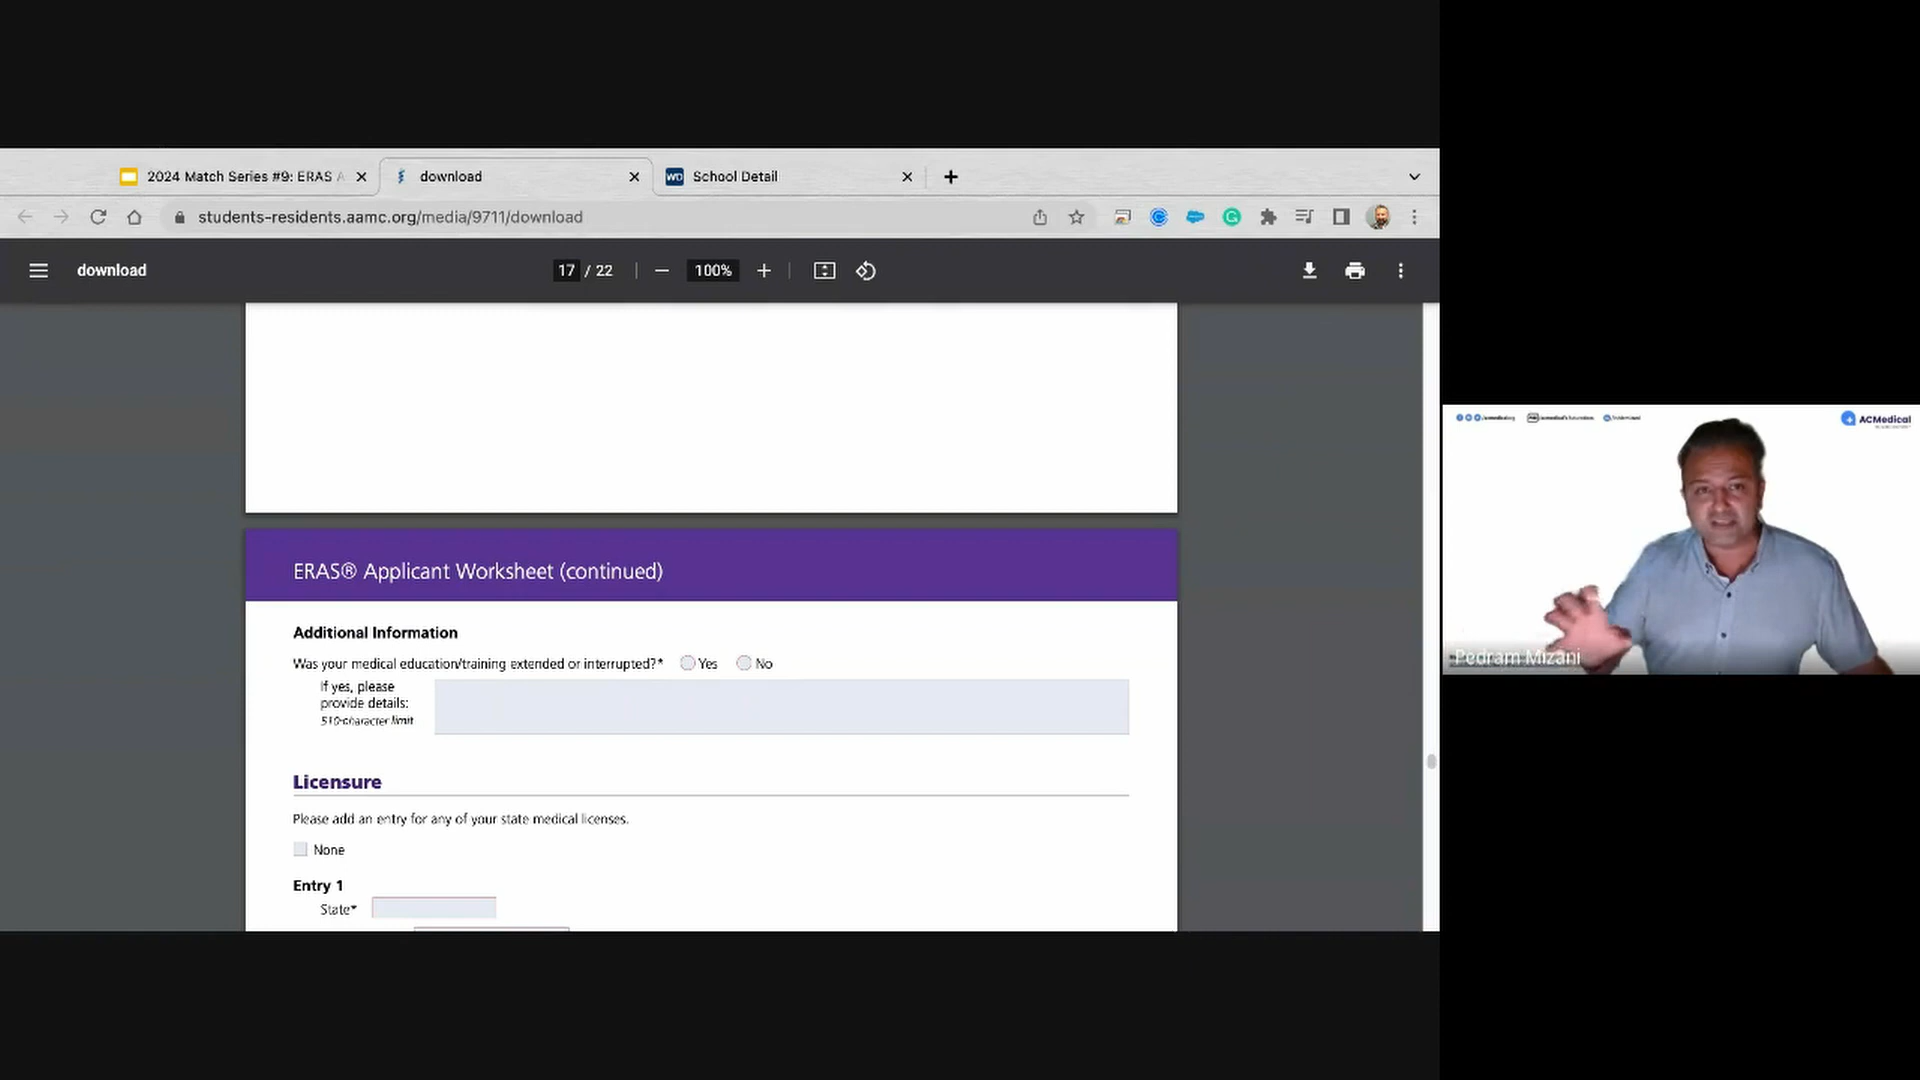 2024 Match Series #9: ERAS A
download
School Detail
students-residents.aamc.org/media/9711/download
download
17 / 22
100%
ERAS® Applicant Worksheet (continued)
Additional Information
Was your medical education/training extended or interrupted?* Yes No
If yes, please
provide details:
510-character limit
Licensure
Please add an entry for any of your state medical licenses.
None
Entry 1
State*
ACMedical
Pedram Mizani